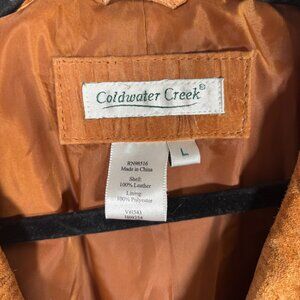 Coldwater Creek®
L
RN98516
Made in China
Shell:
100% Leather
Lining:
100% Polyester